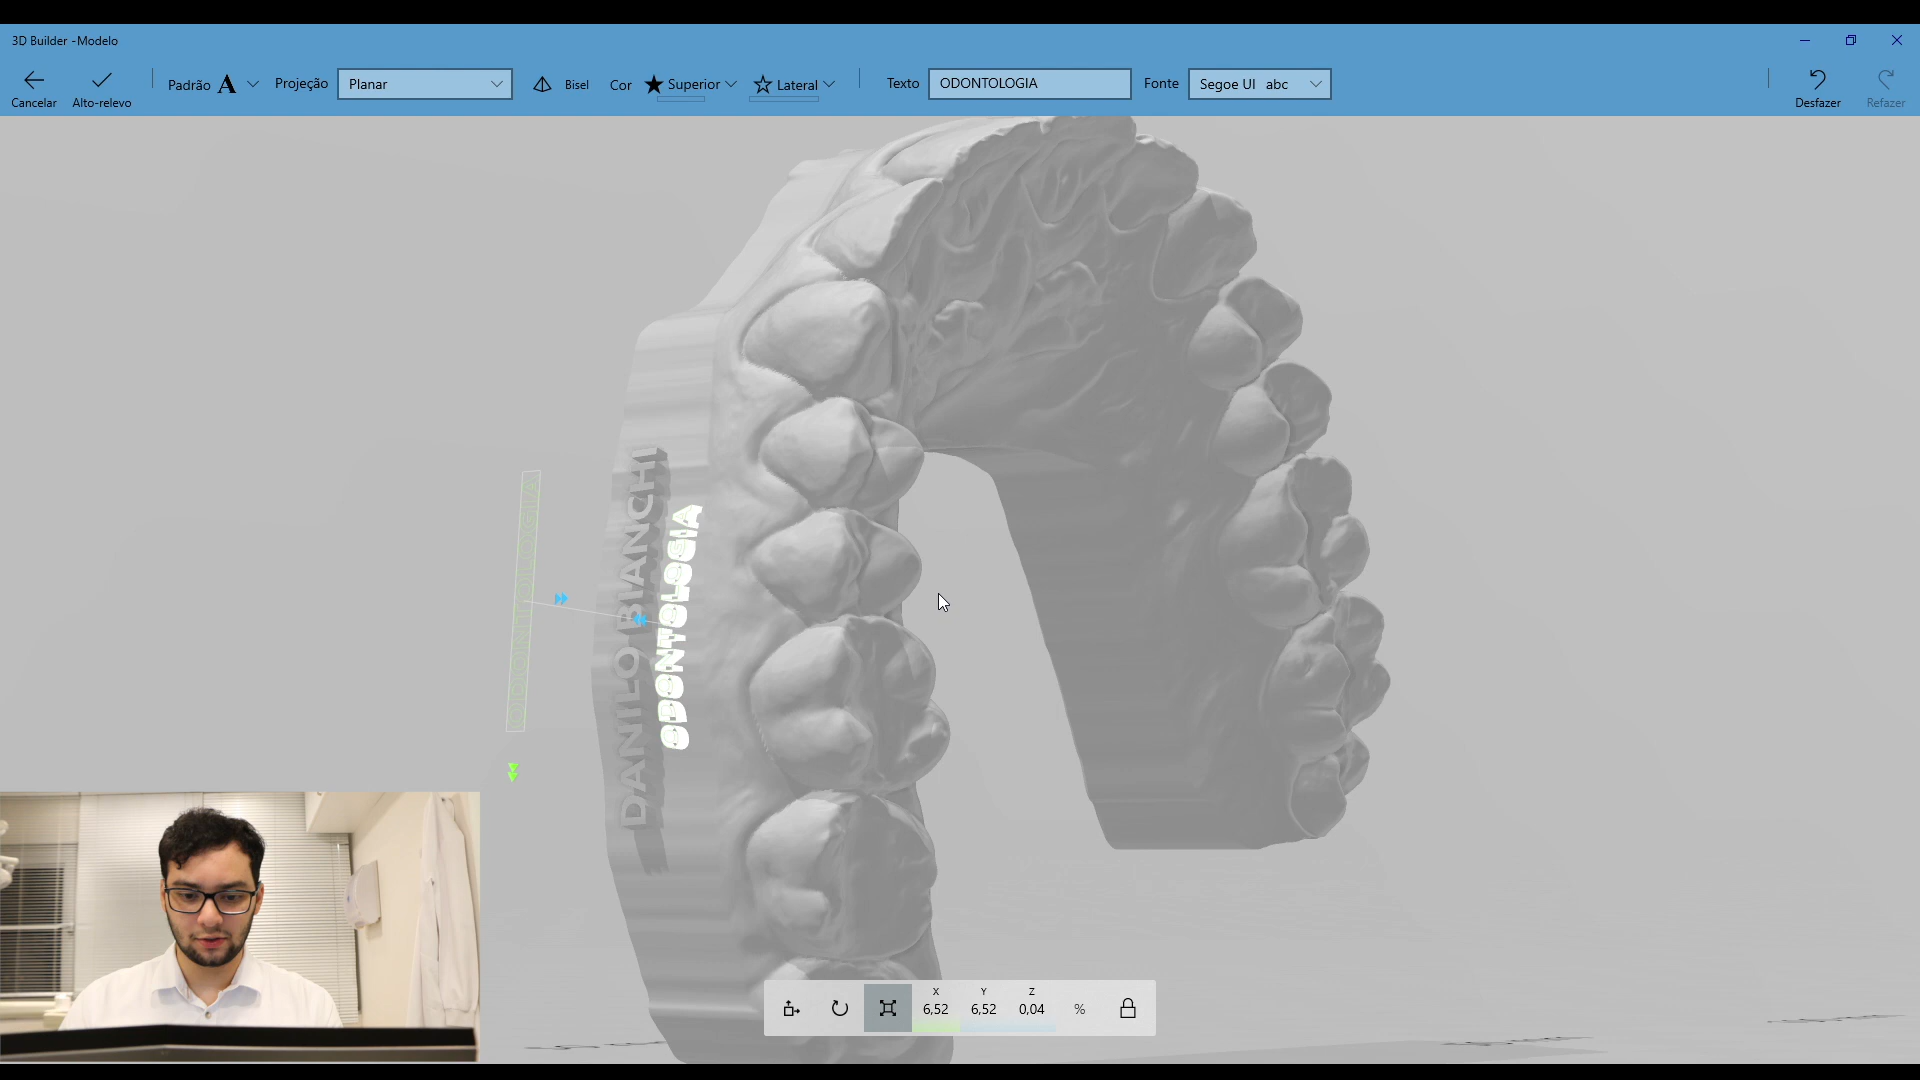 3D Builder - Modelo
Cancelar
Alto-relevo
Padrão A
Projeção
Planar
Bisel
Cor
Superior
Lateral
Texto
ODONTOLOGIA
Fonte
Segoe UI abc
Desfazer
Refazer
DANILO BIANCHI
ODONTOLOGIA
ODONTOLOGIA
X Y Z
6,52 6,52 0,04 %